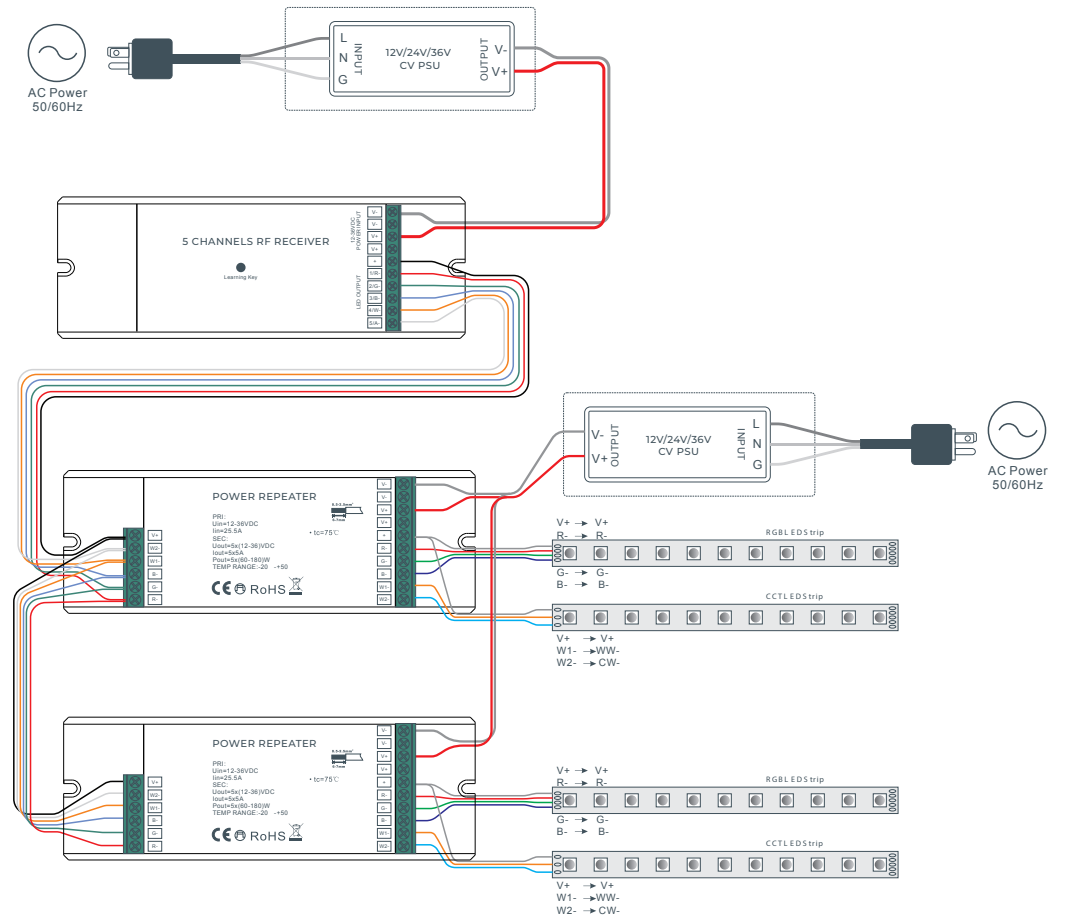 AC Power
50/60Hz
L
N
G
INPUT
12V/24V/36V
CV PSU
OUTPUT
V-
V+
5 CHANNELS RF RECEIVER
Learning Key
12-36VDC
POWER INPUT
LED OUTPUT
V-
V-
V+
V+
+
1/R-
2/G-
3/B-
4/W-
5/A-
V-
V+
OUTPUT
12V/24V/36V
CV PSU
INPUT
L
N
G
AC Power
50/60Hz
POWER REPEATER
PRI:
Uin=12-36VDC
Iin=25.5A
SEC:
Uout=5x(12-36)VDC
Iout=5x5A
Pout=5x(60-180)W
TEMP RANGE:-20 -+50
CE RoHS
• tc=75℃
V+
W2-
W1-
B-
G-
R-
V-
V-
V+
V+
+
R-
G-
B-
W1-
W2-
V+ → V+
R- → R-
RGBLEDStrip
G- → G-
B- → B-
CCTLEDStrip
V+ → V+
W1- → WW-
W2- → CW-
POWER REPEATER
PRI:
Uin=12-36VDC
Iin=25.5A
SEC:
Uout=5x(12-36)VDC
Iout=5x5A
Pout=5x(60-180)W
TEMP RANGE:-20 -+50
CE RoHS
• tc=75℃
V+
W2-
W1-
B-
G-
R-
V-
V-
V+
V+
+
R-
G-
B-
W1-
W2-
V+ → V+
R- → R-
RGBLEDStrip
G- → G-
B- → B-
CCTLEDStrip
V+ → V+
W1- → WW-
W2- → CW-